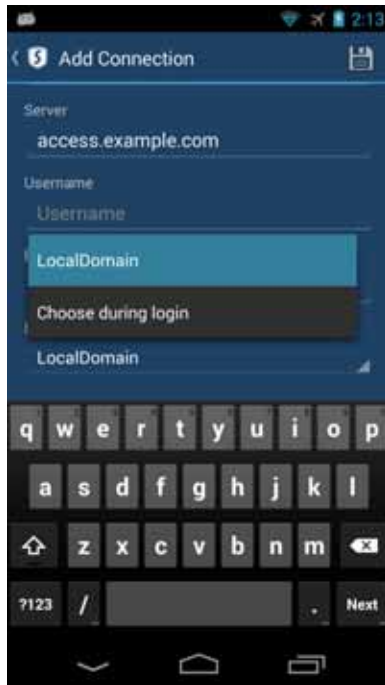 2:13
Add Connection
Server
access.example.com
Username
Username
LocalDomain
Choose during login
LocalDomain
q w e r t y u i o p
a s d f g h j k l
z x c v b n m
?123 / . Next